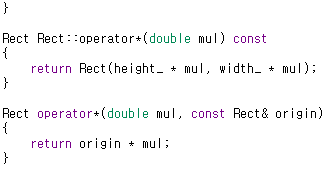 }
Rect Rect::operator*(double mul) const
{
    return Rect(height_ * mul, width_ * mul);
}
Rect operator*(double mul, const Rect& origin)
{
    return origin * mul;
}